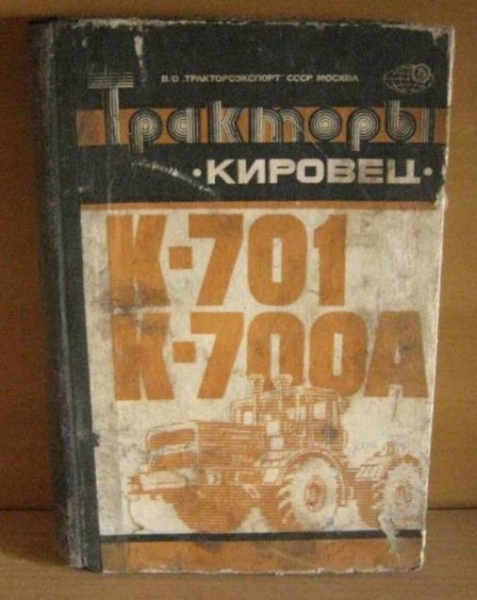 В/О „ТРАКТОРОЭКСПОРТ" СССР МОСКВА
Тракторы
•КИРОВЕЦ•
К-701
К-700А